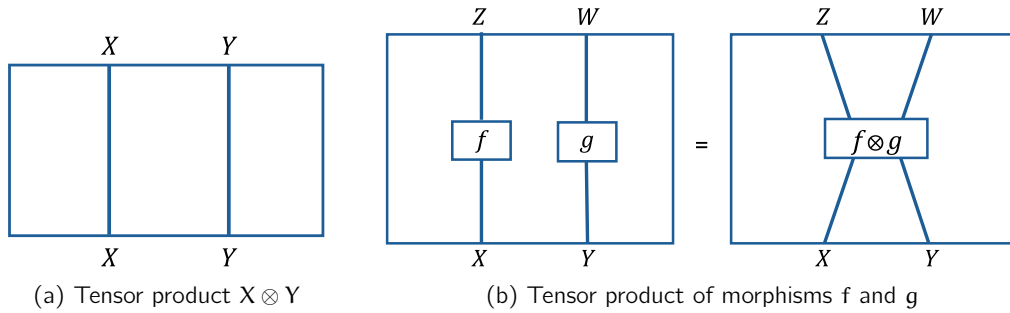 Z W Z W
X Y
f g = f⊗g
X Y X Y X Y
(a) Tensor product X ⊗ Y (b) Tensor product of morphisms f and g